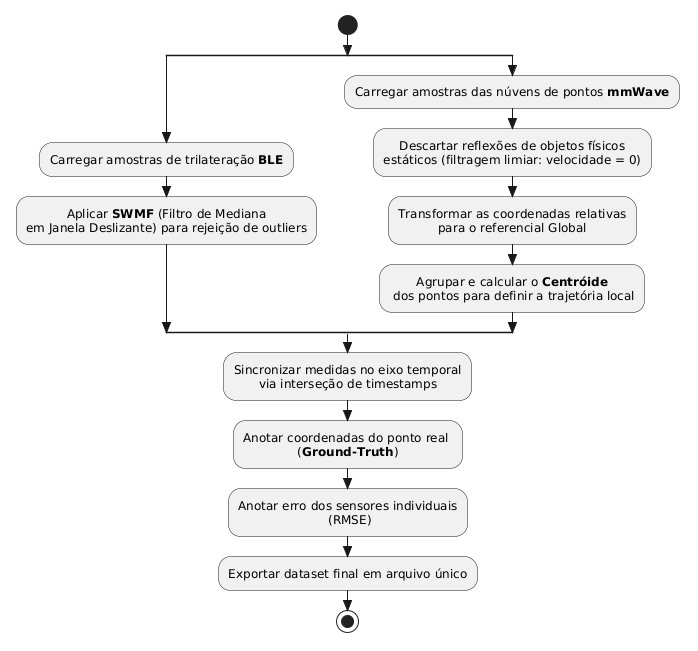 Carregar amostras das núvens de pontos mmWave
Descartar reflexões de objetos físicos
estáticos (filtragem limiar: velocidade = 0)
Carregar amostras de trilateração BLE
Aplicar SWMF (Filtro de Mediana
em Janela Deslizante) para rejeição de outliers
Transformar as coordenadas relativas
para o referencial Global
Agrupar e calcular o Centróide
dos pontos para definir a trajetória local
Sincronizar medidas no eixo temporal
via interseção de timestamps
Anotar coordenadas do ponto real
(Ground-Truth)
Anotar erro dos sensores individuais
(RMSE)
Exportar dataset final em arquivo único